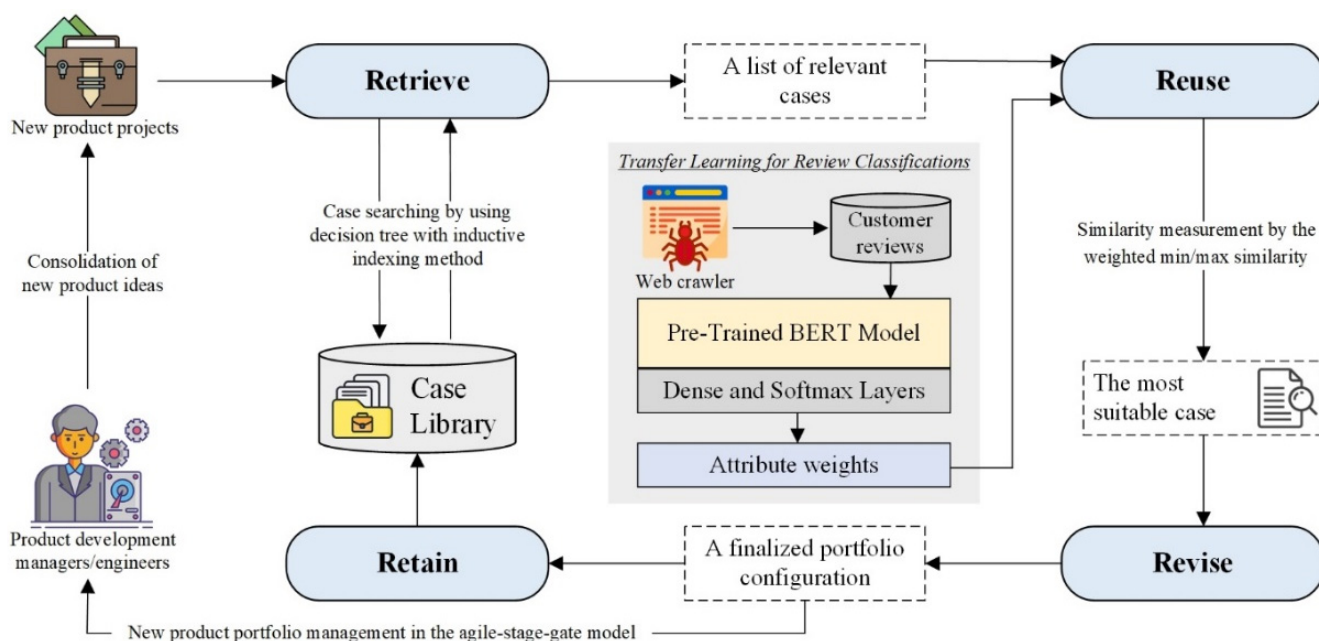 New product projects
Retrieve
A list of relevant
cases
Reuse
Case searching by using
decision tree with inductive
indexing method
Transfer Learning for Review Classifications
Web crawler
Customer
reviews
Pre-Trained BERT Model
Dense and Softmax Layers
Attribute weights
Similarity measurement by the
weighted min/max similarity
Consolidation of
new product ideas
Case
Library
The most
suitable case
Product development
managers/engineers
Retain
A finalized portfolio
configuration
Revise
New product portfolio management in the agile-stage-gate model